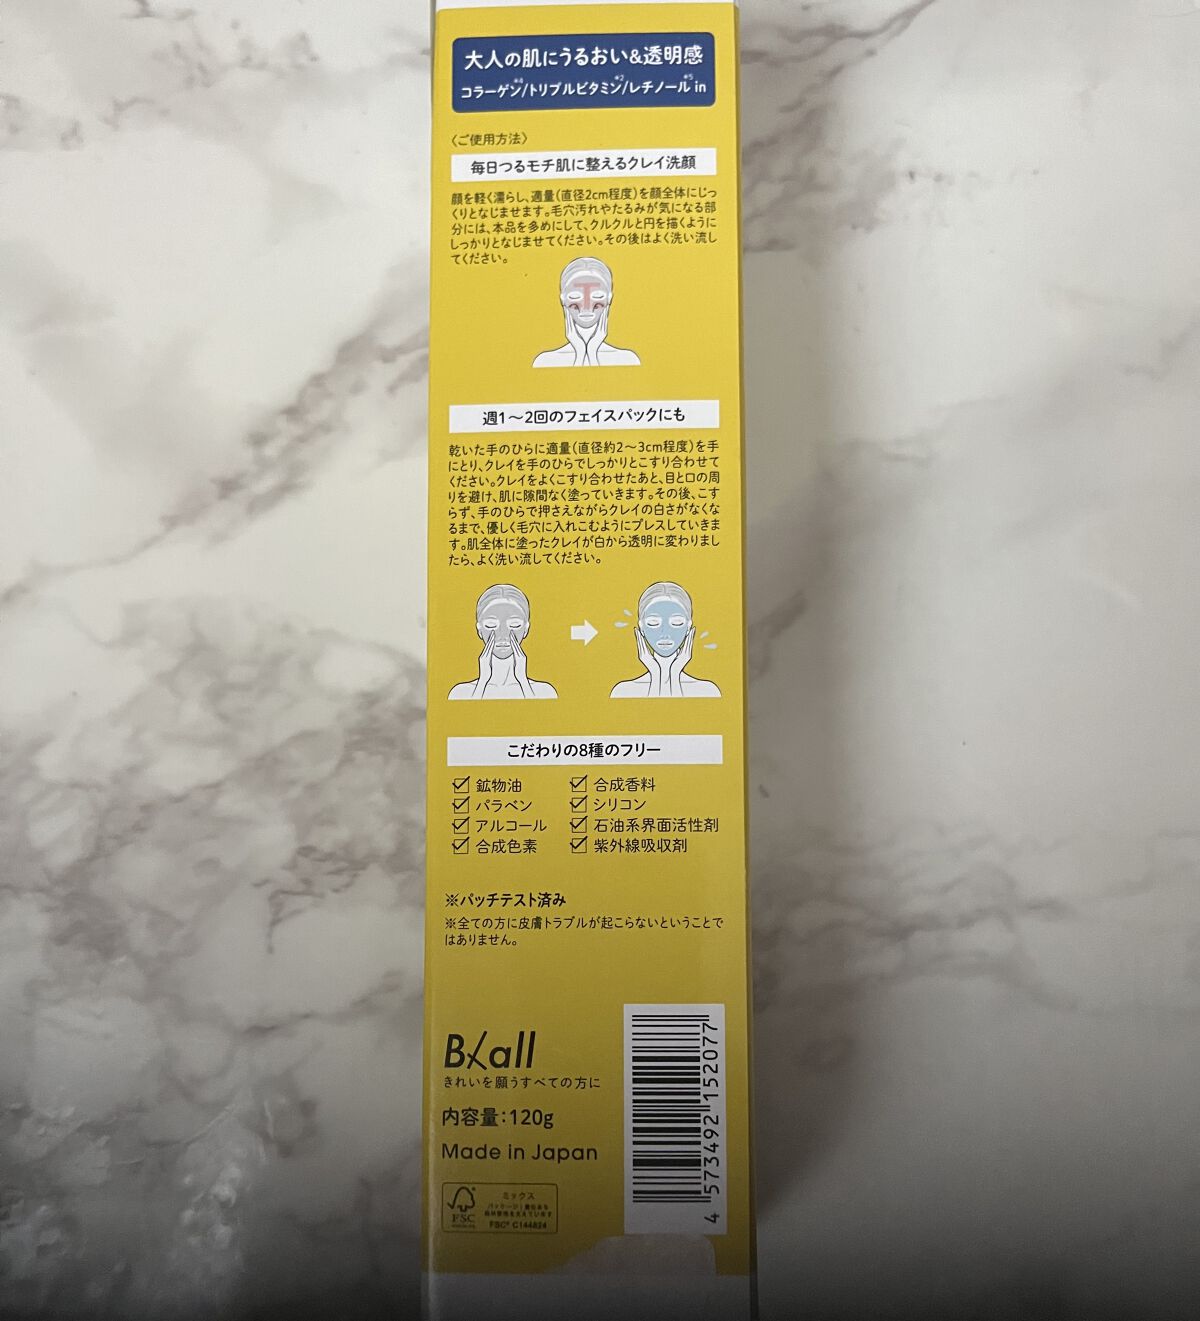 大人の肌にうるおい&透明感
コラーゲン※4/トリプルビタミン※2/レチノール※5 in
〈ご使用方法〉
毎日つるモチ肌に整えるクレイ洗顔
顔を軽く濡らし、適量(直径2cm程度)を顔全体にじっ
くりとなじませます。毛穴汚れやたるみが気になる部
分には、本品を多めにして、クルクルと円を描くように
しっかりとなじませてください。その後はよく洗い流し
てください。
T
週1〜2回のフェイスパックにも
乾いた手のひらに適量(直径約2〜3cm程度)を手
にとり、クレイを手のひらでしっかりとこすり合わせて
ください。クレイをよくこすり合わせたあと、目と口の周
りを避け、肌に隙間なく塗っていきます。その後、こす
らず、手のひらで押さえながらクレイの白さがなくな
るまで、優しく毛穴に入れこむようにプレスしていきま
す。肌全体に塗ったクレイが白から透明に変わりまし
たら、よく洗い流してください。
こだわりの8種のフリー
鉱物油 合成香料
パラベン シリコン
アルコール 石油系界面活性剤
合成色素 紫外線吸収剤
※パッチテスト済み
※全ての方に皮膚トラブルが起こらないということで
はありません。
B&all
きれいを願うすべての方に
内容量:120g
Made in Japan
FSC
ミックス
パッケージ|責任ある
森林管理を支えています
FSC® C144824
4 573492 152077